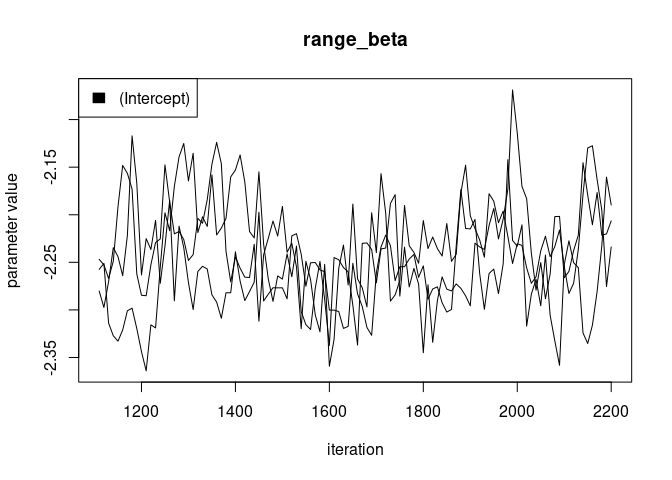 range_beta
(Intercept)
parameter value
-2.15
-2.25
-2.35
1200 1400 1600 1800 2000 2200
iteration